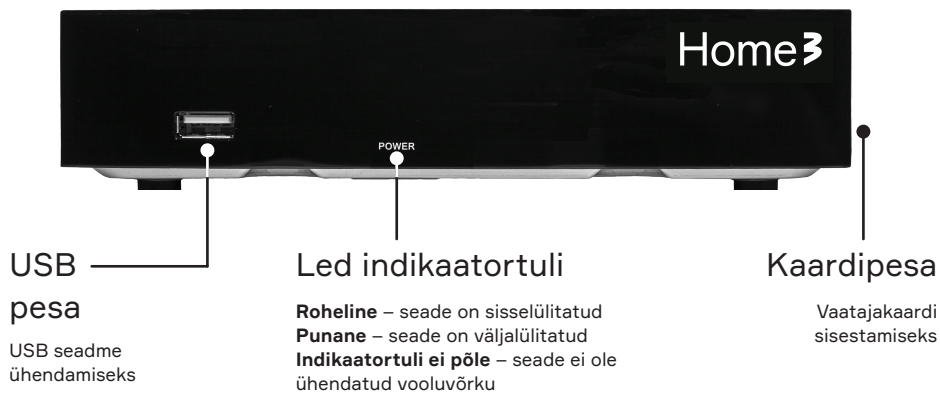 Home3
POWER
USB
pesa
USB seadme
ühendamiseks
Led indikaatortuli
Roheline – seade on sisselülitatud
Punane – seade on väljalülitatud
Indikaatortuli ei põle – seade ei ole
ühendatud vooluvõrku
Kaardipesa
Vaatajakaardi
sisestamiseks